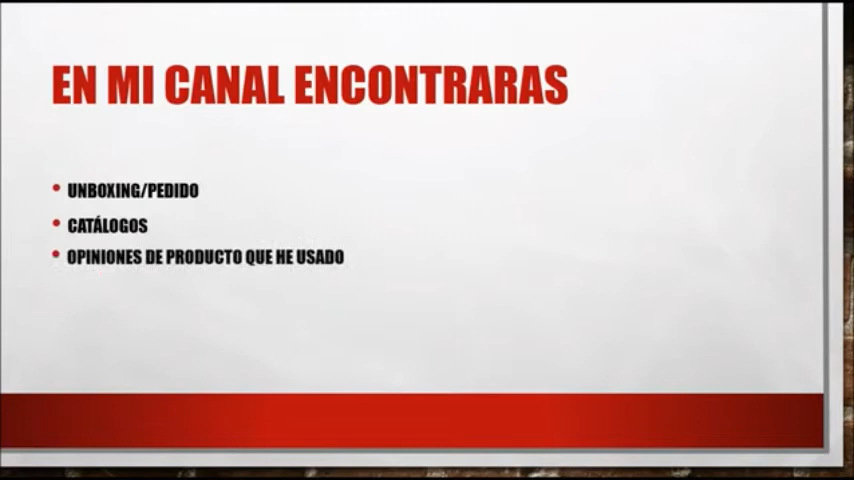 EN MI CANAL ENCONTRARAS
• UNBOXING/PEDIDO
• CATÁLOGOS
• OPINIONES DE PRODUCTO QUE HE USADO